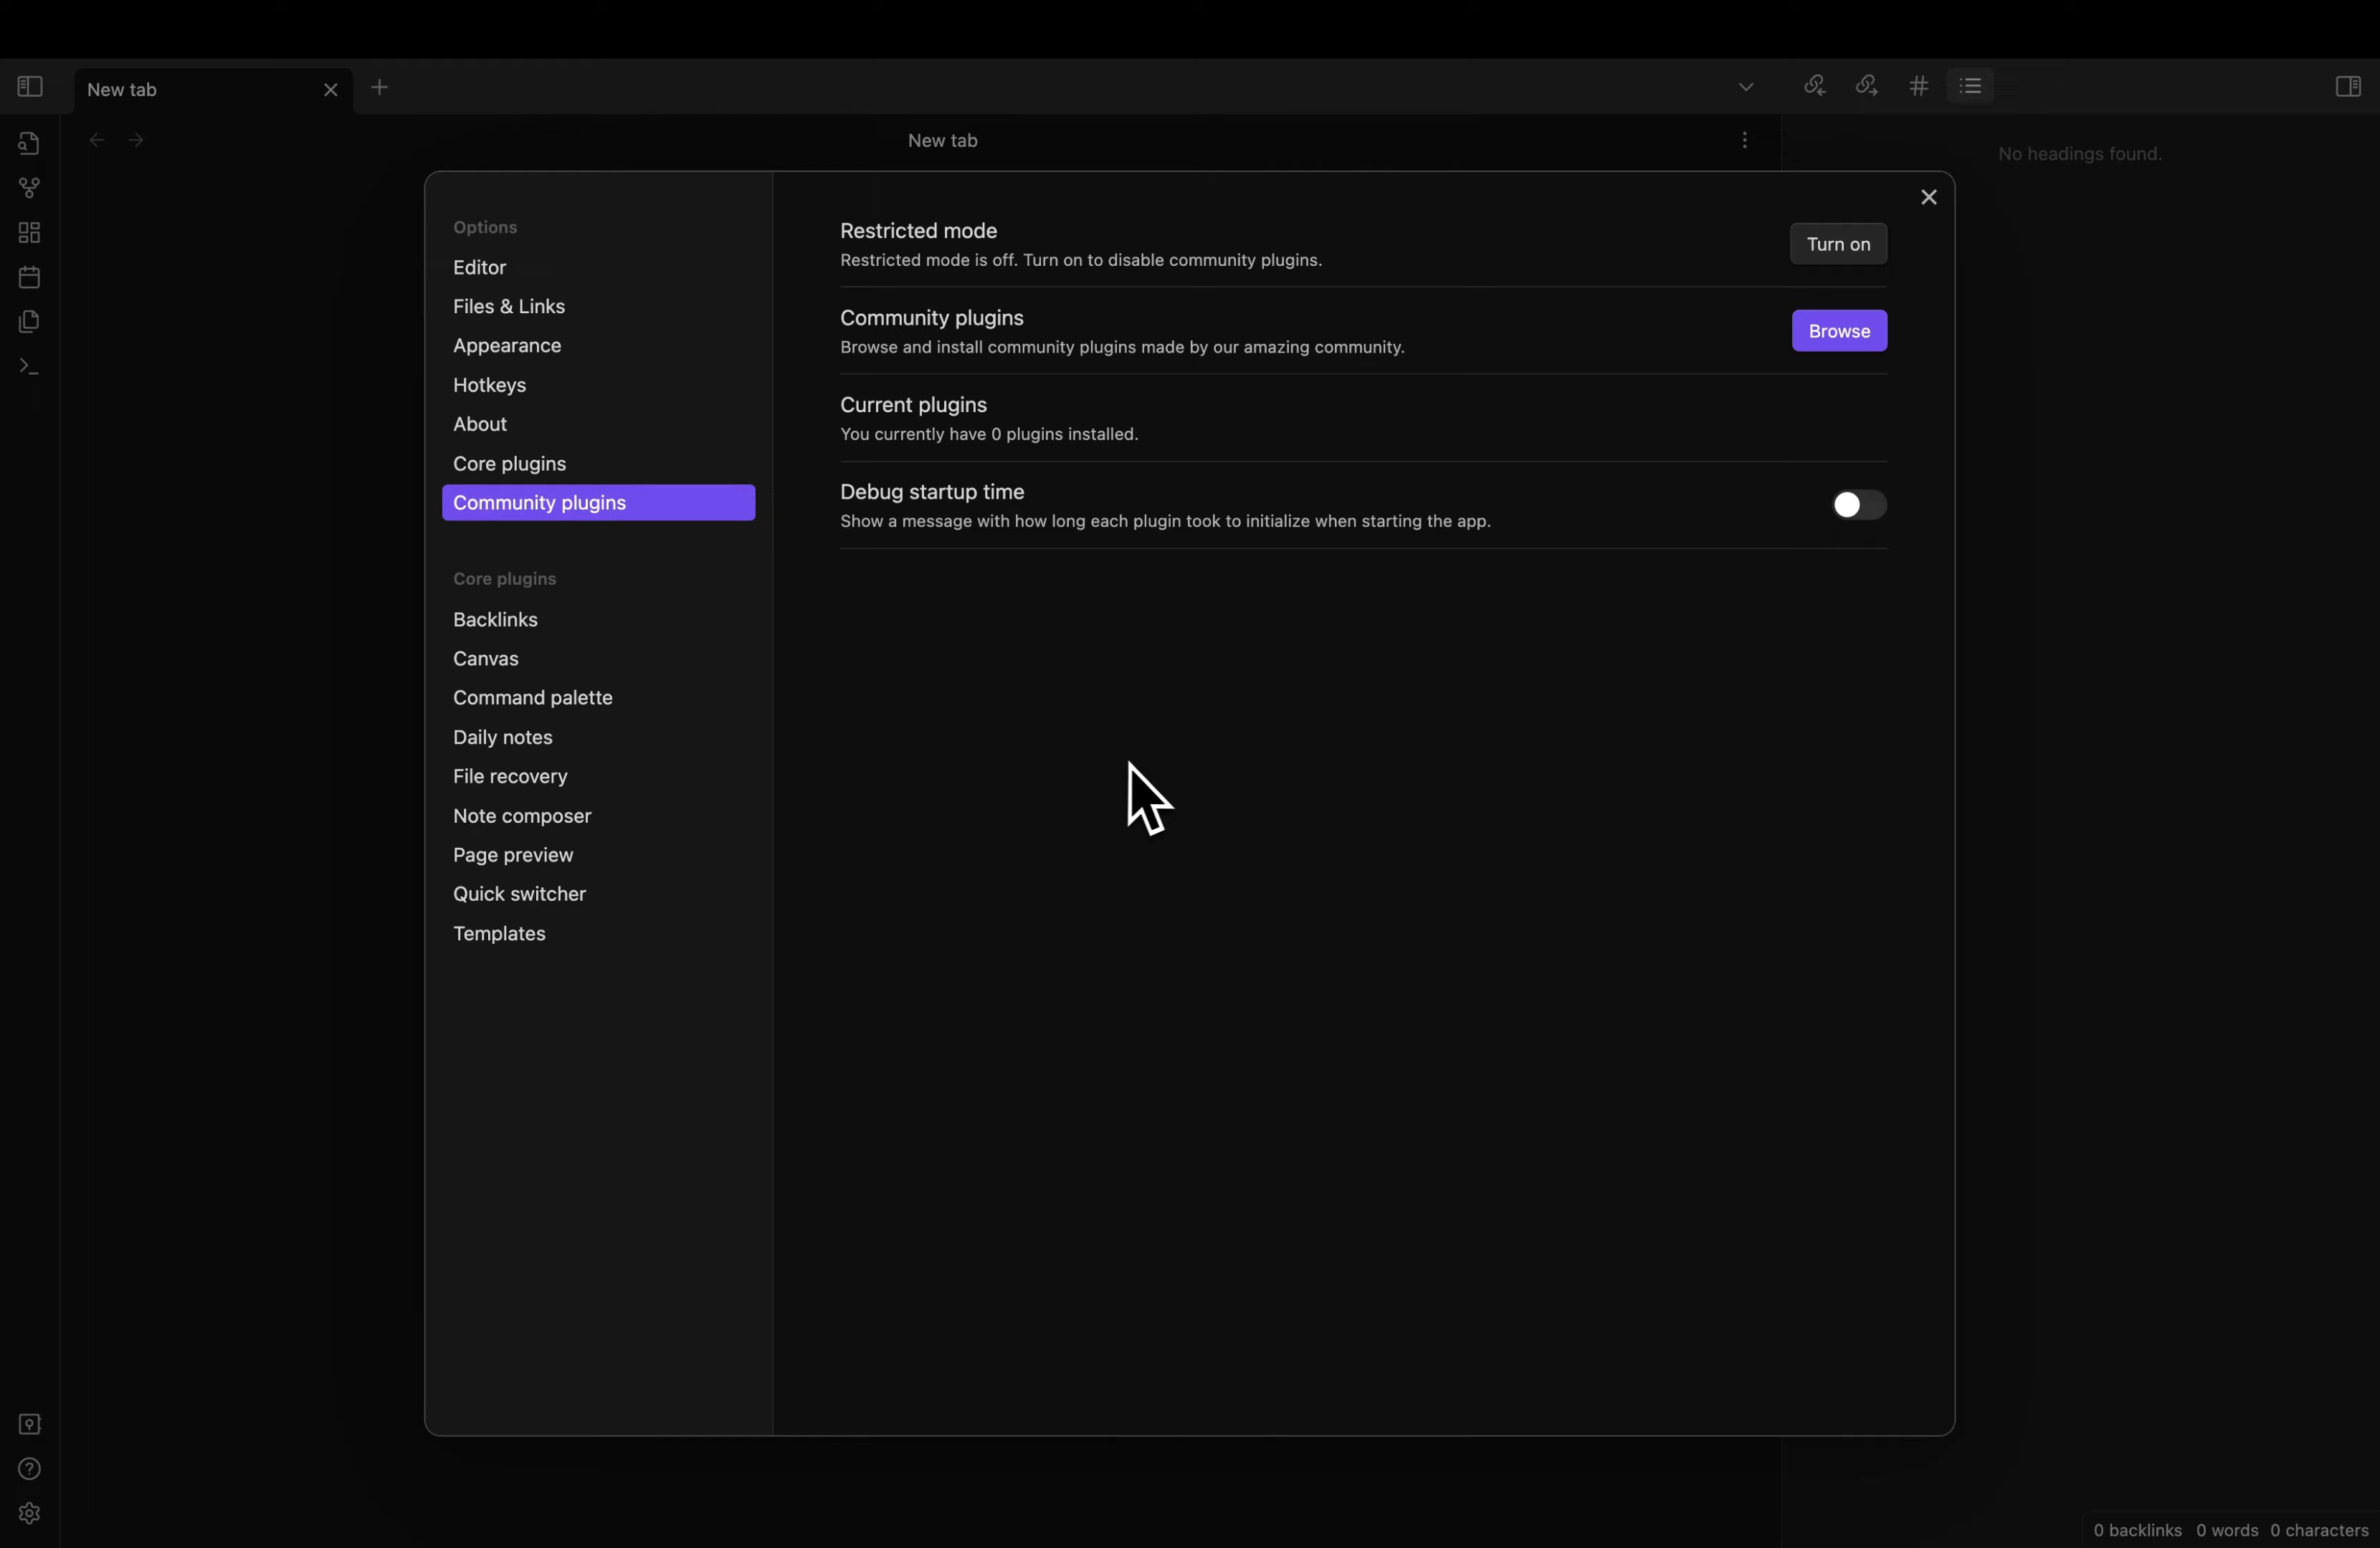 New tab
New tab
No headings found.
Options
Editor
Files & Links
Appearance
Hotkeys
About
Core plugins
Community plugins
Core plugins
Backlinks
Canvas
Command palette
Daily notes
File recovery
Note composer
Page preview
Quick switcher
Templates
Restricted mode
Restricted mode is off. Turn on to disable community plugins.
Turn on
Community plugins
Browse and install community plugins made by our amazing community.
Browse
Current plugins
You currently have 0 plugins installed.
Debug startup time
Show a message with how long each plugin took to initialize when starting the app.
0 backlinks 0 words 0 characters